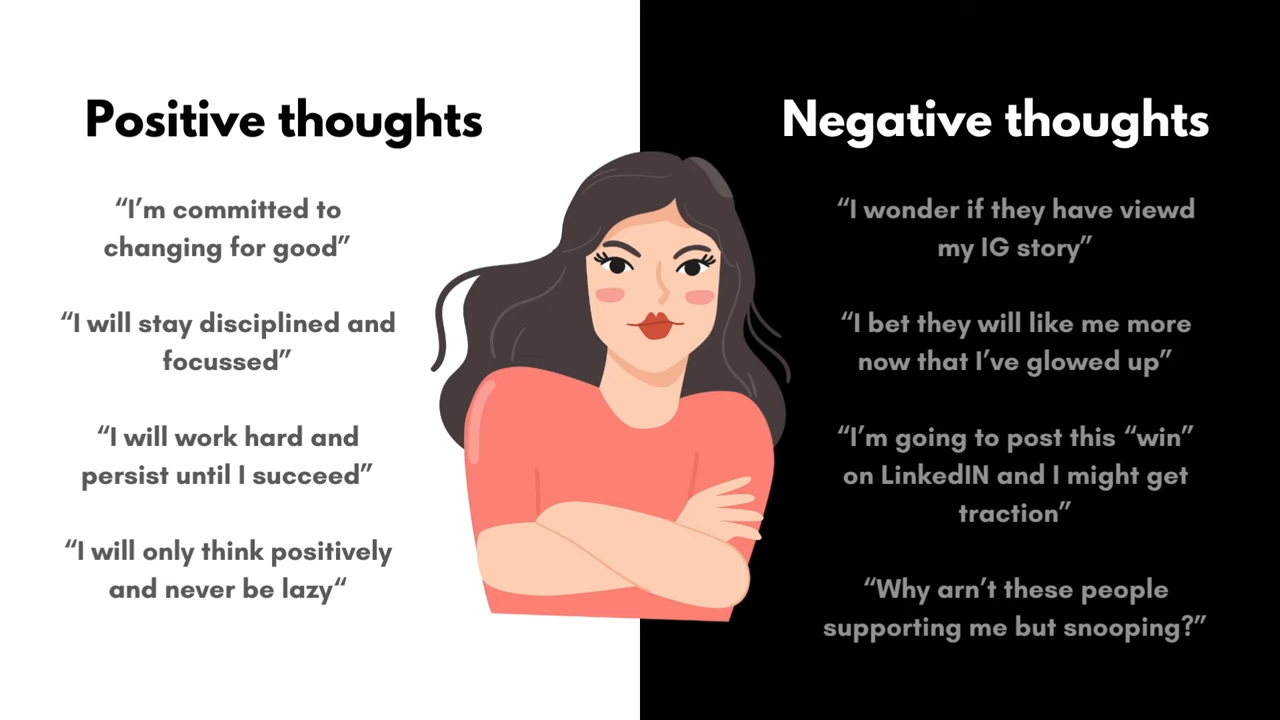 Positive thoughts
“I’m committed to
changing for good”
“I will stay disciplined and
focussed”
“I will work hard and
persist until I succeed”
“I will only think positively
and never be lazy“
Negative thoughts
“I wonder if they have viewd
my IG story”
“I bet they will like me more
now that I’ve glowed up”
“I’m going to post this “win”
on LinkedIN and I might get
traction”
“Why arn’t these people
supporting me but snooping?”